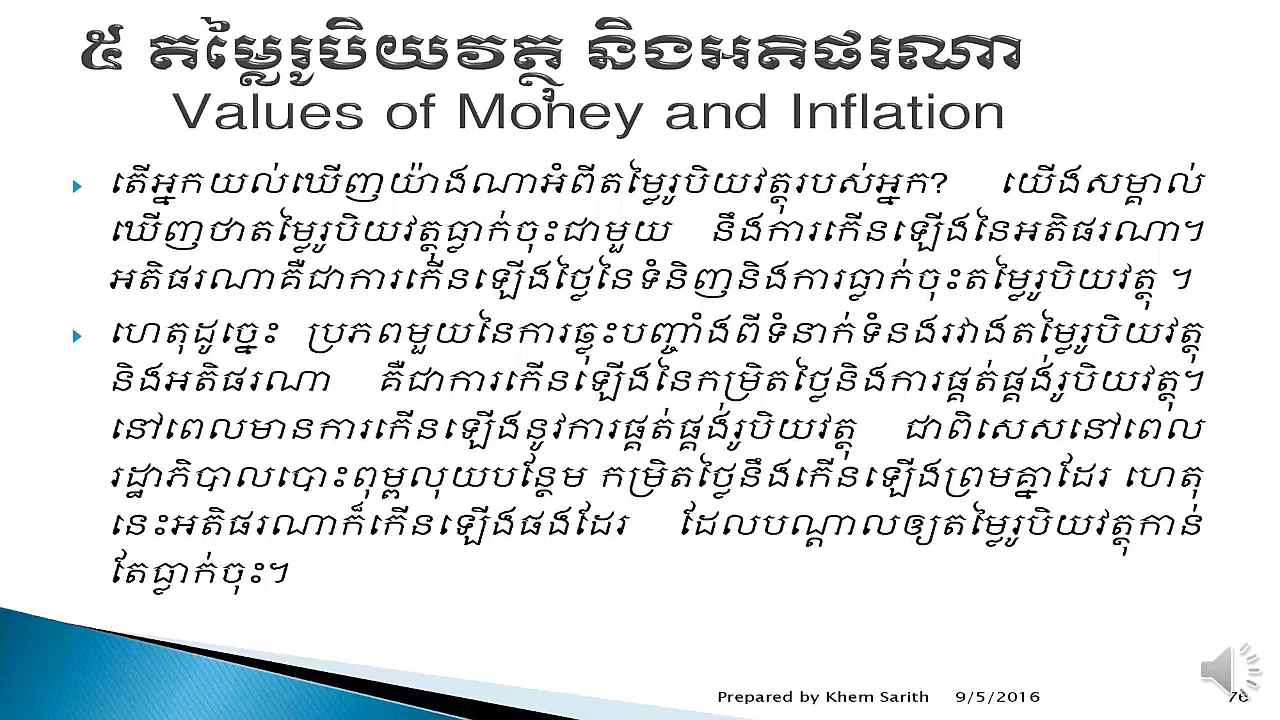 ៥ តម្លៃរូបិយវត្ថុ និងអតិផរណា
Values of Money and Inflation
តើអ្នកយល់ឃើញយ៉ាងណាអំពីតម្លៃរូបិយវត្ថុរបស់អ្នក? យើងសម្គាល់
ឃើញថាតម្លៃរូបិយវត្ថុធ្លាក់ចុះជាមួយ នឹងការកើនឡើងនៃអតិផរណា។
អតិផរណាគឺជាការកើនឡើងថ្លៃនៃទំនិញនិងការធ្លាក់ចុះតម្លៃរូបិយវត្ថុ ។
ហេតុដូច្នេះ ប្រភពមួយនៃការឆ្លុះបញ្ចាំងពីទំនាក់ទំនងរវាងតម្លៃរូបិយវត្ថុ
និងអតិផរណា គឺជាការកើនឡើងនៃកម្រិតថ្លៃនិងការផ្គត់ផ្គង់រូបិយវត្ថុ។
នៅពេលមានការកើនឡើងនូវការផ្គត់ផ្គង់រូបិយវត្ថុ ជាពិសេសនៅពេល
រដ្ឋាភិបាលបោះពុម្ពលុយបន្ថែម កម្រិតថ្លៃនឹងកើនឡើងព្រមគ្នាដែរ ហេតុ
នេះអតិផរណាក៏កើនឡើងផងដែរ ដែលបណ្តាលឲ្យតម្លៃរូបិយវត្ថុកាន់
តែធ្លាក់ចុះ។
Prepared by Khem Sarith 9/5/2016